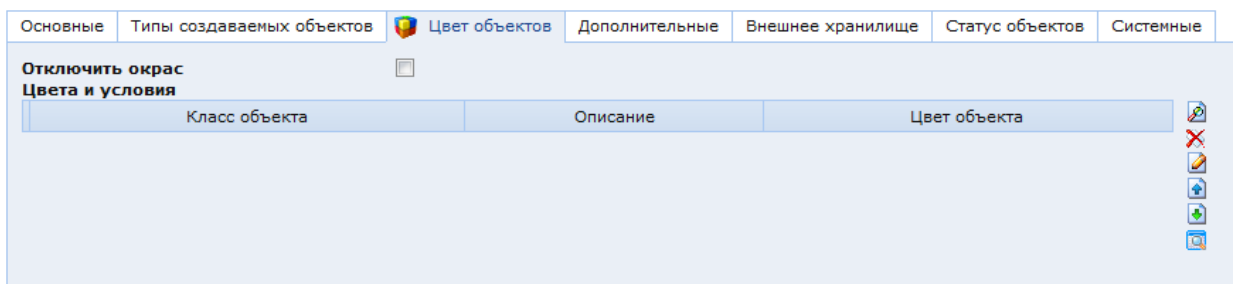 Основные Типы создаваемых объектов Цвет объектов Дополнительные Внешнее хранилище Статус объектов Системные
Отключить окрас
Цвета и условия
Класс объекта Описание Цвет объекта